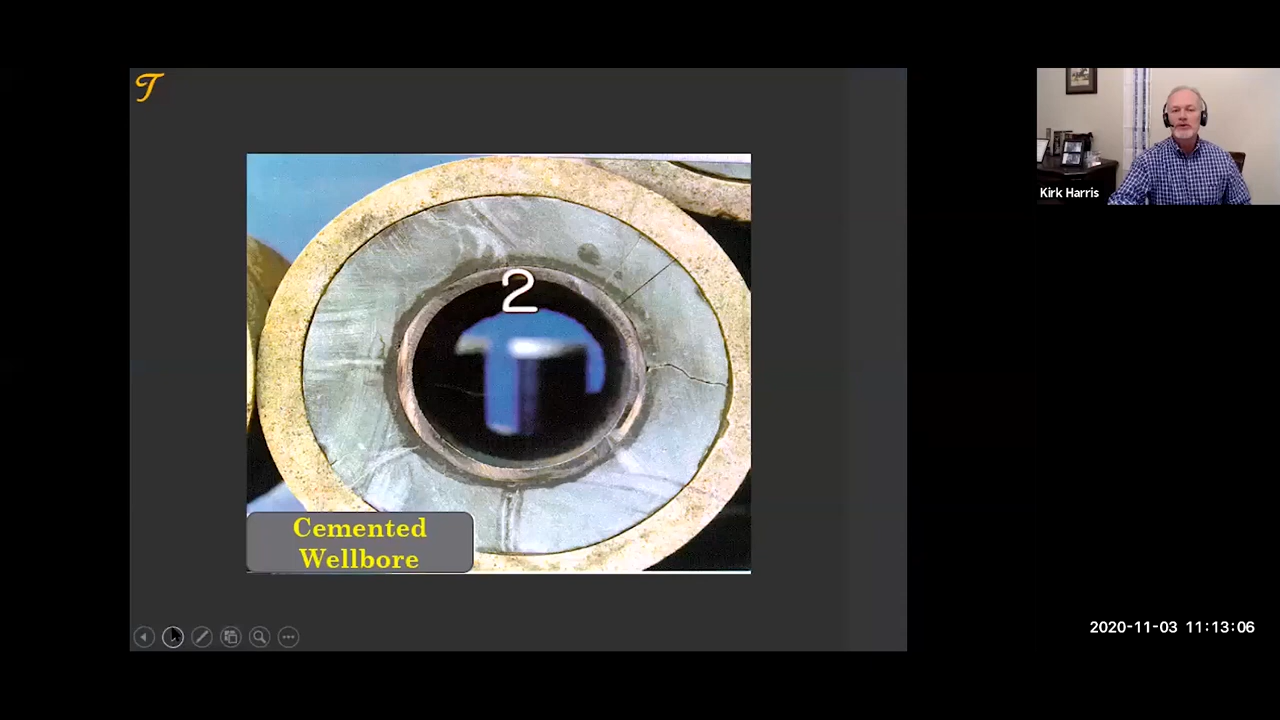 T
2
Cemented
Wellbore
Kirk Harris
2020-11-03 11:13:06